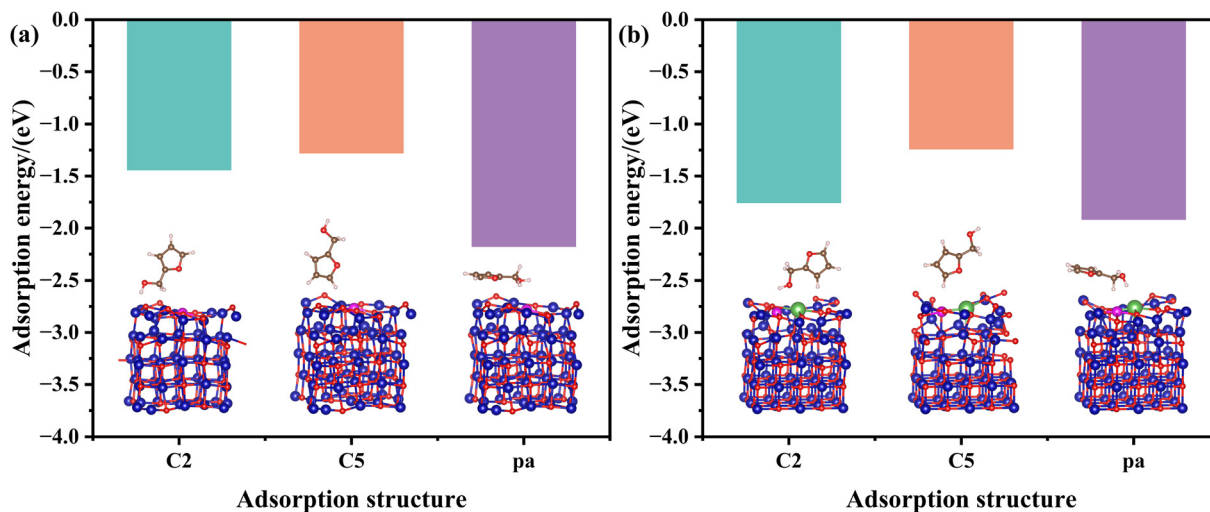 (a)
Adsorption energy/(eV)
0.0
−0.5
−1.0
−1.5
−2.0
−2.5
−3.0
−3.5
−4.0
C2 C5 pa
Adsorption structure
(b)
Adsorption energy/(eV)
0.0
−0.5
−1.0
−1.5
−2.0
−2.5
−3.0
−3.5
−4.0
C2 C5 pa
Adsorption structure